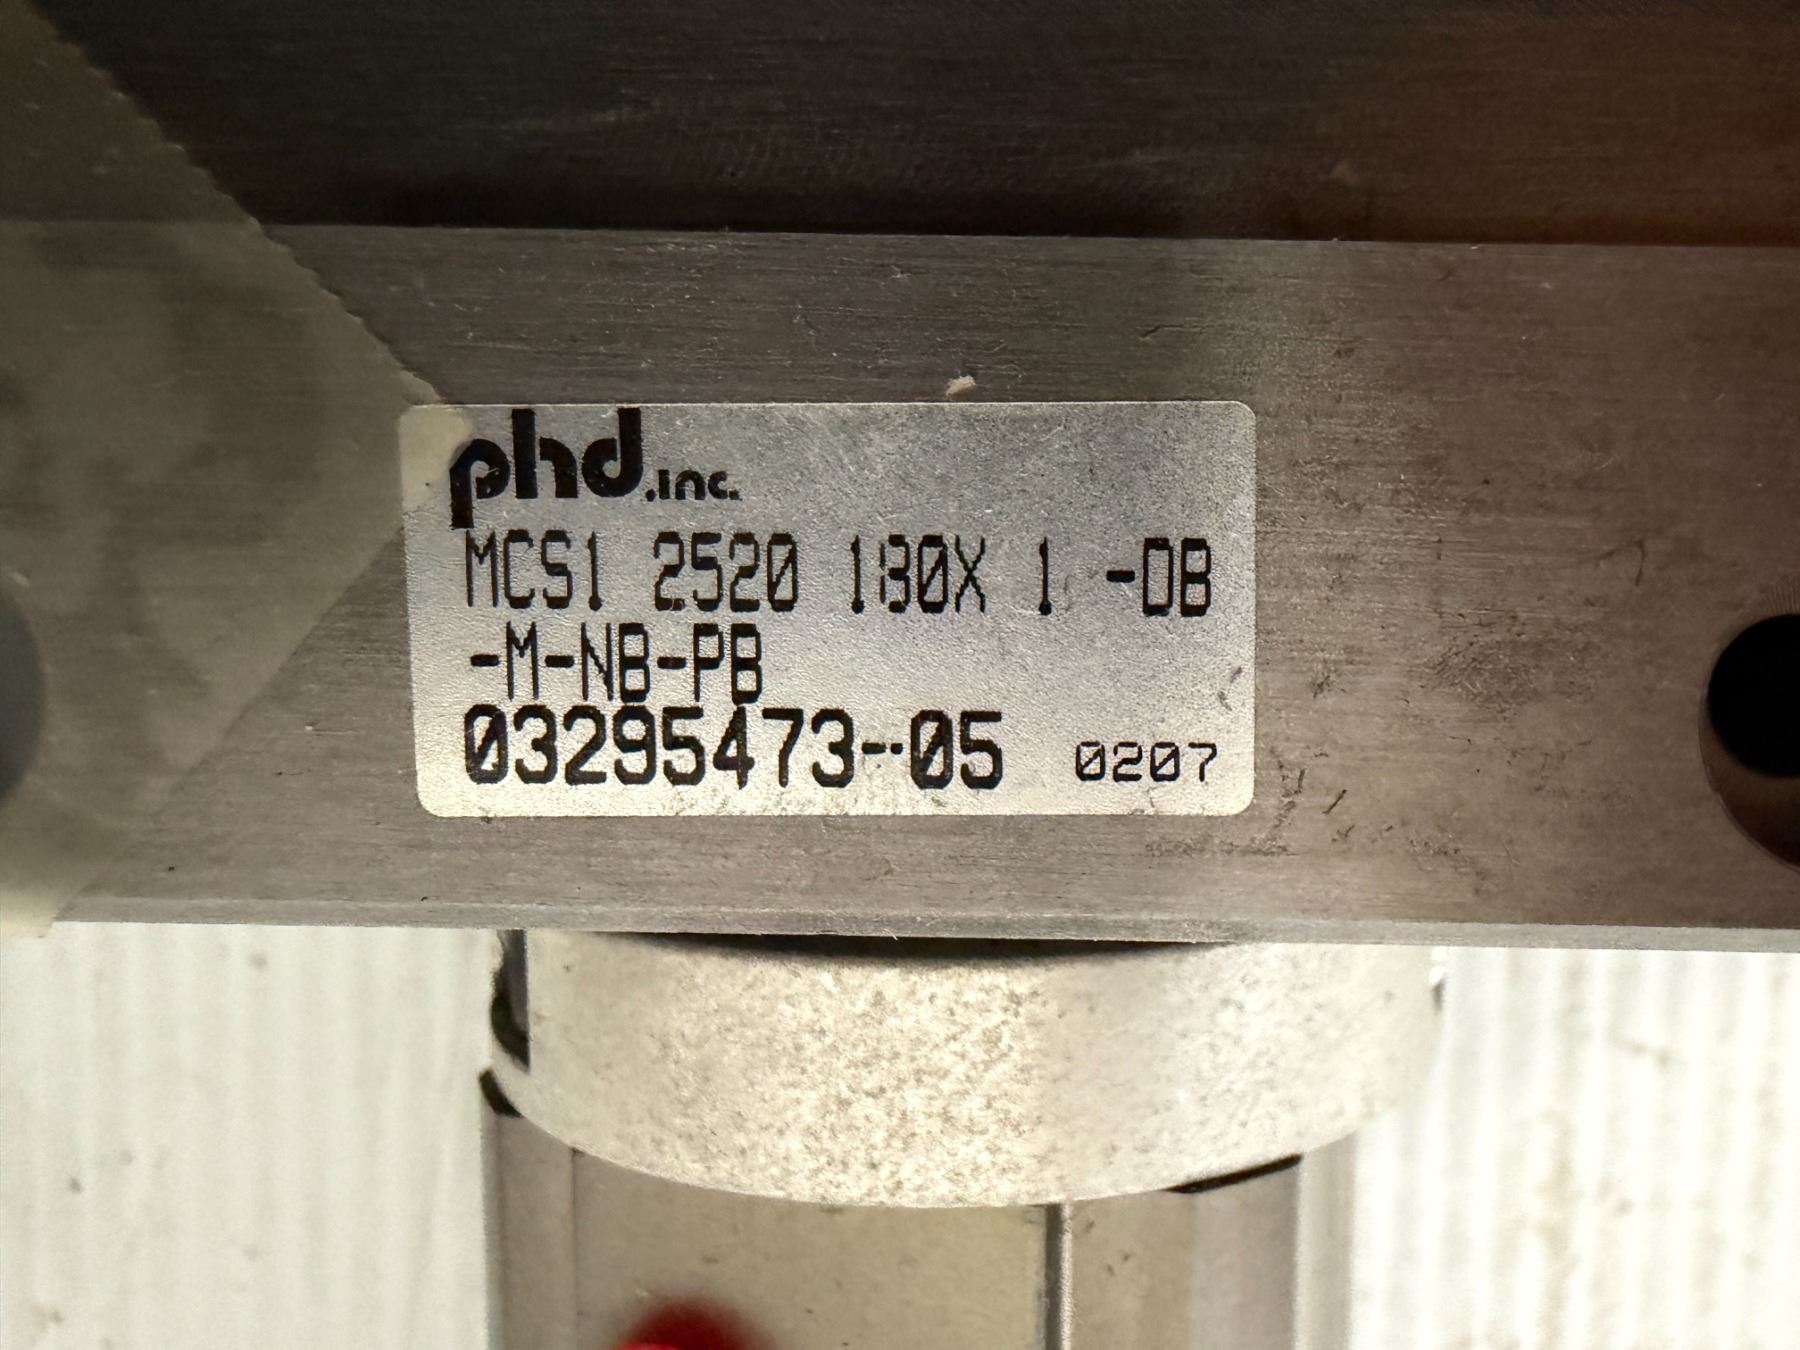 phd.inc.
MCS1 2520 180X 1 -DB
-M-NB-PB
03295473--05 0207